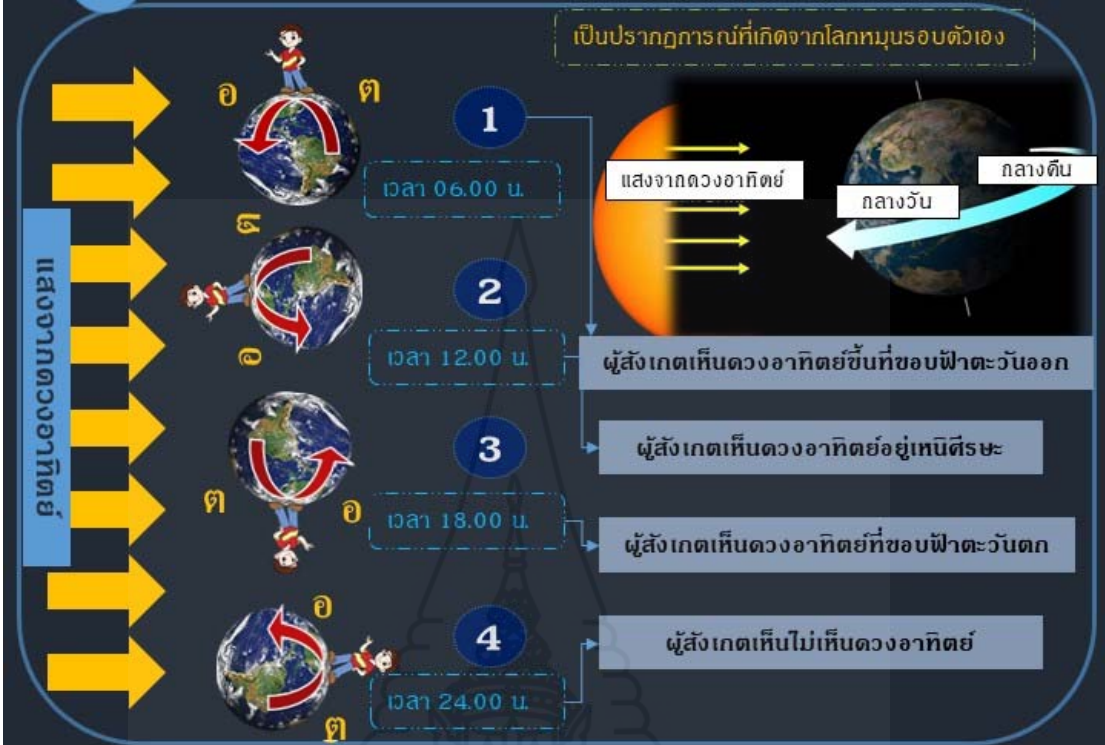 เป็นปรากฏการณ์ที่เกิดจากโลกหมุนรอบตัวเอง
แสงจากดวงอาทิตย์
อ
ต
1
เวลา 06.00 น.
แสงจากดวงอาทิตย์
กลางวัน
กลางคืน
ต
อ
2
เวลา 12.00 น.
ผู้สังเกตเห็นดวงอาทิตย์ขึ้นที่ขอบฟ้าตะวันออก
ต
อ
3
เวลา 18.00 น.
ผู้สังเกตเห็นดวงอาทิตย์อยู่เหนือศีรษะ
ผู้สังเกตเห็นดวงอาทิตย์ที่ขอบฟ้าตะวันตก
อ
ต
4
เวลา 24.00 น.
ผู้สังเกตเห็นไม่เห็นดวงอาทิตย์